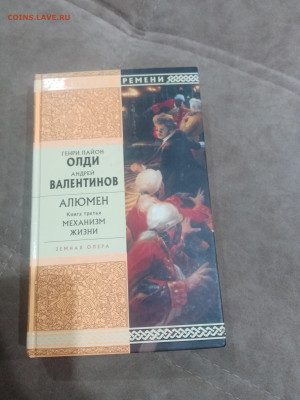 COINS.LAVE.RU
РЕМЕНИ
ГЕНРИ ЛАЙОН
ОЛДИ
АНДРЕЙ
ВАЛЕНТИНОВ
АЛЮМЕН
Книга третья
МЕХАНИЗМ
ЖИЗНИ
ЗЕМНАЯ ОПЕРА